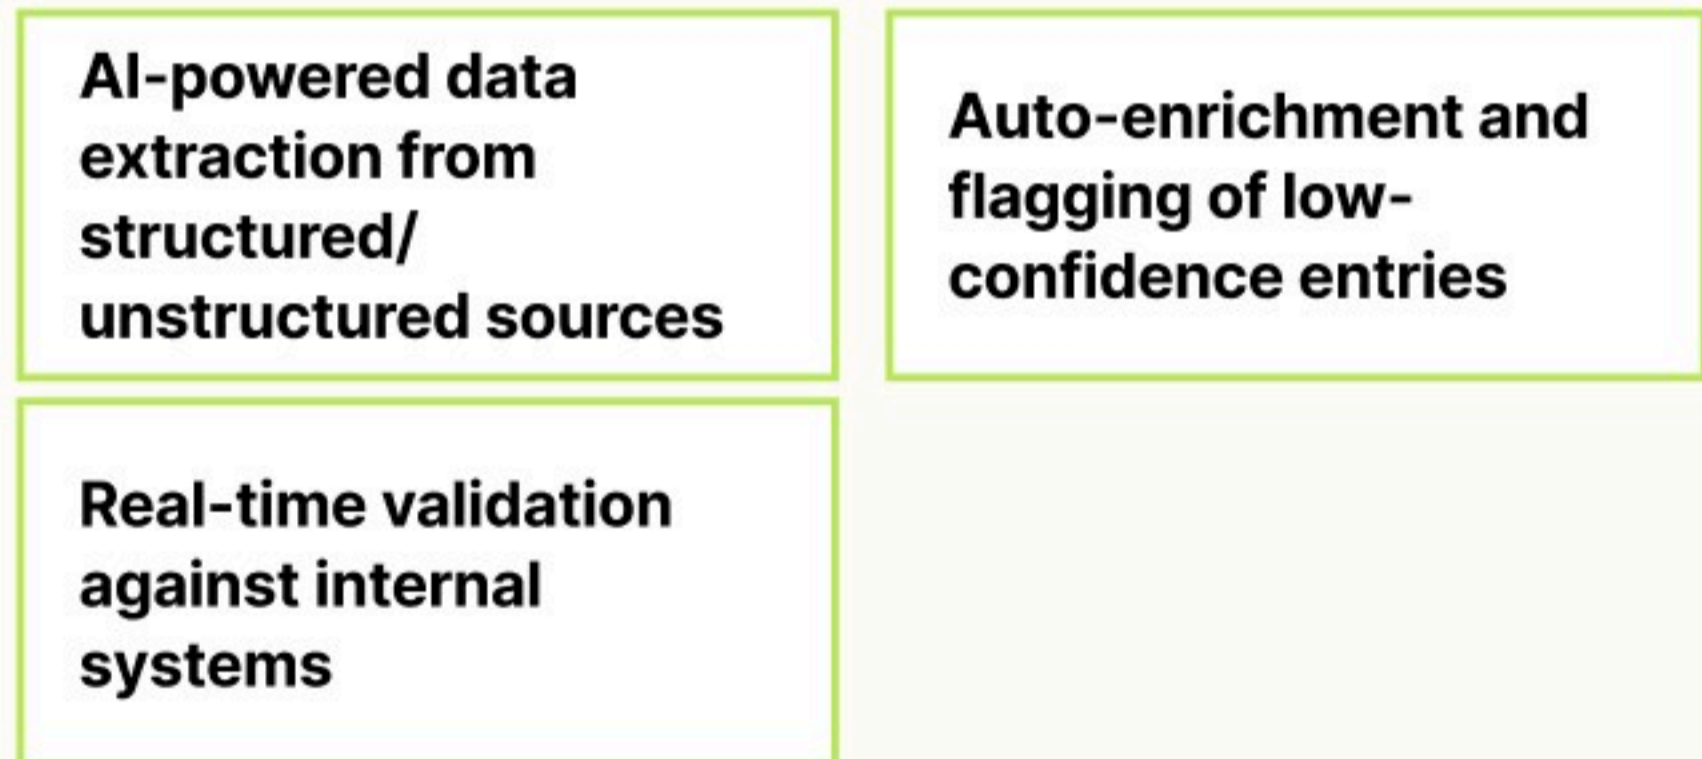 AI-powered data
extraction from
structured/
unstructured sources
Auto-enrichment and
flagging of low-
confidence entries
Real-time validation
against internal
systems